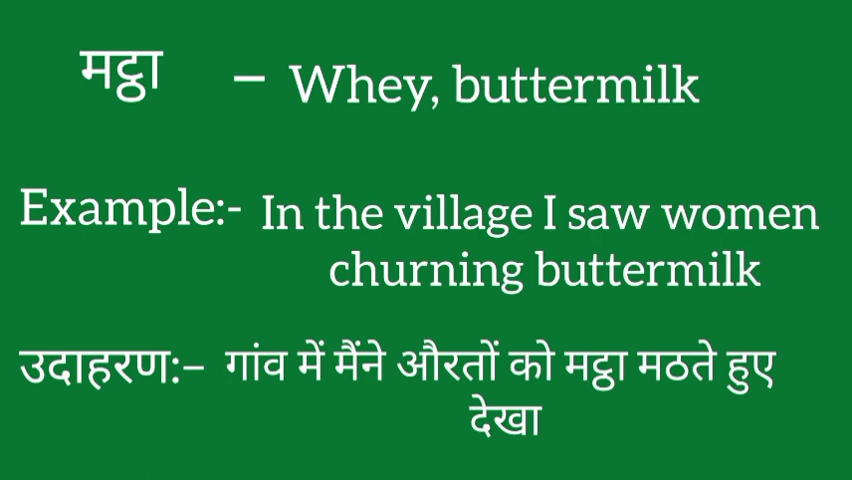 मट्ठा – Whey, buttermilk
Example:- In the village I saw women
churning buttermilk
उदाहरण:– गांव में मैंने औरतों को मट्ठा मठते हुए
देखा